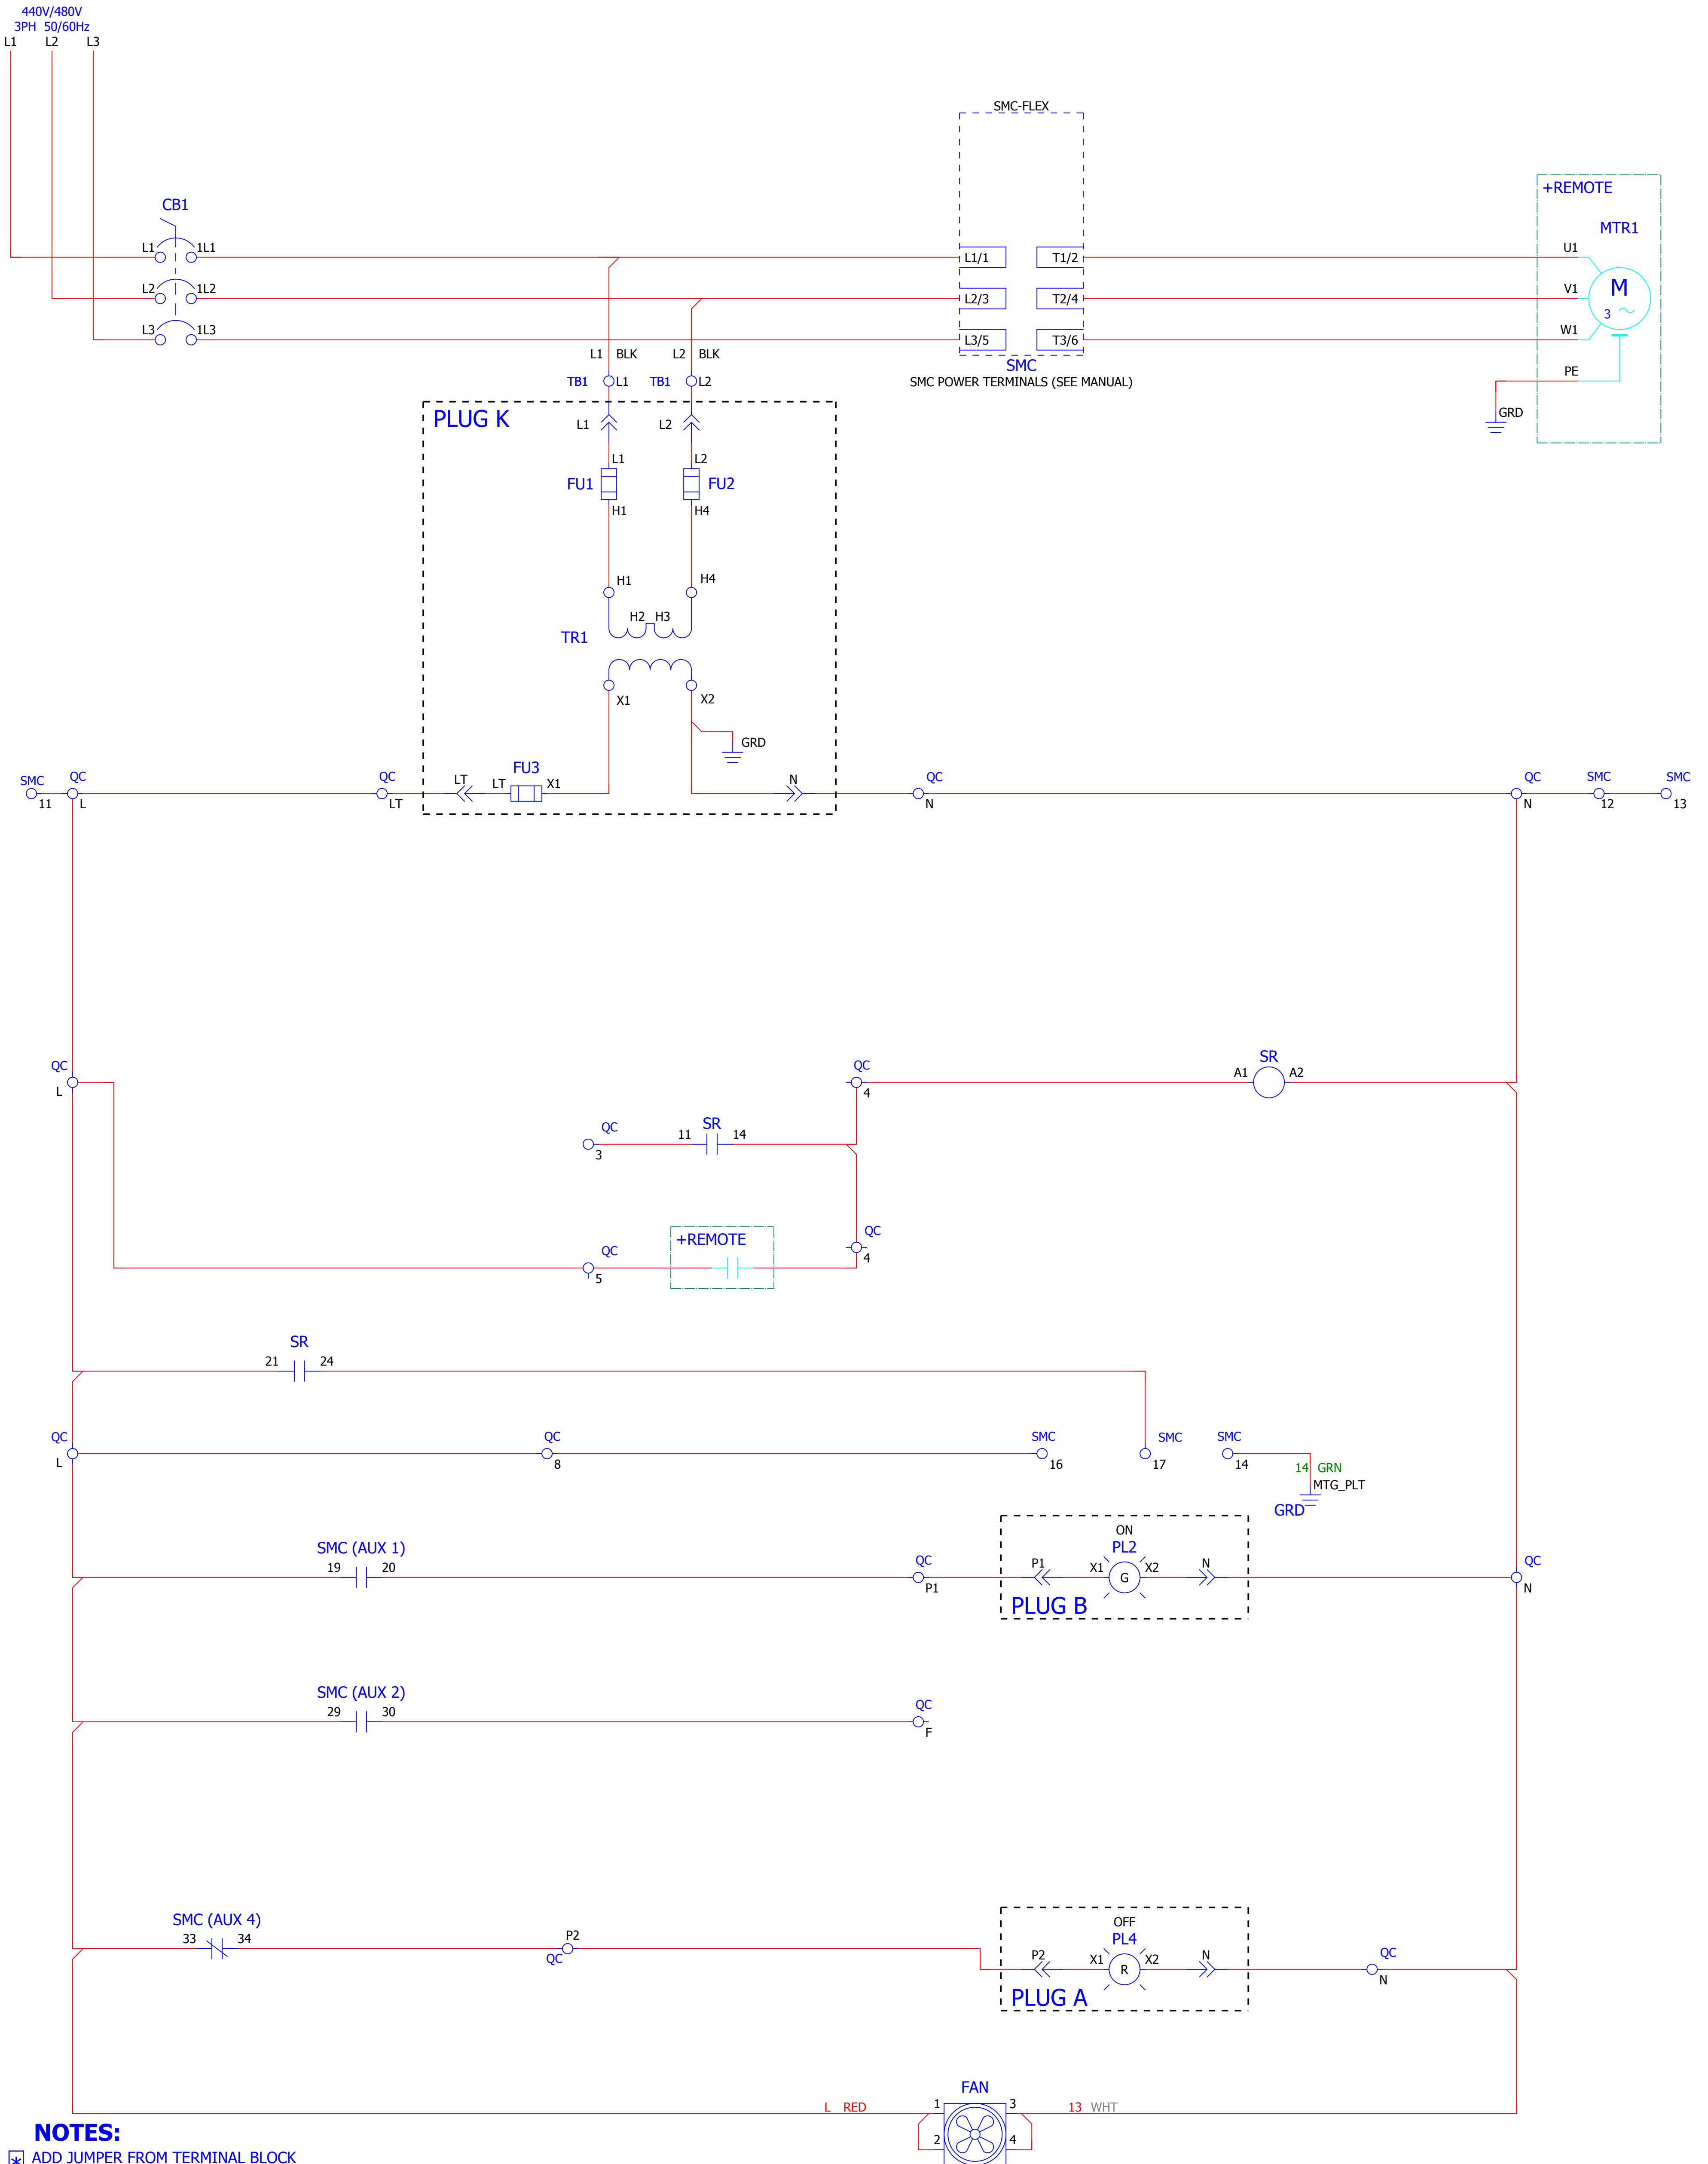 440V/480V
3PH 50/60Hz
L1 L2 L3
SMC-FLEX
+REMOTE
CB1
MTR1
L1 1L1
L1/1 T1/2
U1
L2 1L2
L2/3 T2/4
V1
M
3
L3 1L3
L3/5 T3/6
W1
L1 BLK L2 BLK
SMC
PE
TB1 L1 TB1 L2
SMC POWER TERMINALS (SEE MANUAL)
PLUG K
GRD
L1 L2
L1 L2
FU1 FU2
H1 H4
H1 H4
H2 H3
TR1
X1 X2
GRD
FU3
SMC QC QC LT LT X1 N QC QC SMC SMC
11 L LT N N 12 13
SR
QC QC A1 A2
L 4
SR
QC 11 14
3
QC
+REMOTE
QC 4
5
SR
21 24
QC QC SMC SMC SMC
L 8 16 17 14
14 GRN
MTG_PLT
GRD
ON
SMC (AUX 1) PL2
19 20 QC P1 X1 X2 N QC
G
P1 N
PLUG B
SMC (AUX 2)
29 30 QC
F
SMC (AUX 4) OFF
33 34 P2 PL4
QC P2 X1 X2 N QC
R
N
PLUG A
FAN
L RED 1 3 13 WHT
NOTES:
2 4
* ADD JUMPER FROM TERMINAL BLOCK